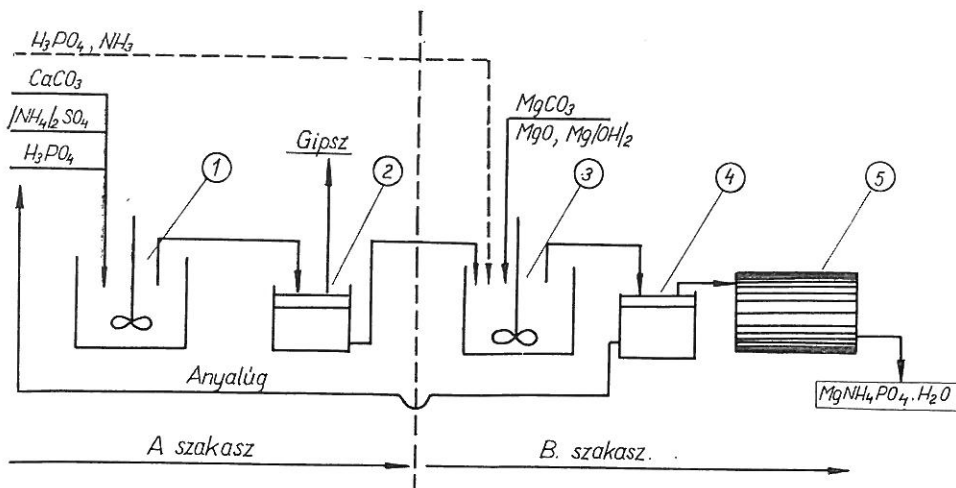 H₃PO₄, NH₃
CaCO₃
/NH₄/₂SO₄
H₃PO₄
MgCO₃
MgO, Mg/OH/₂
Gipsz
1
2
3
4
5
Anyalúg
MgNH₄PO₄.H₂O
A szakasz
B. szakasz.